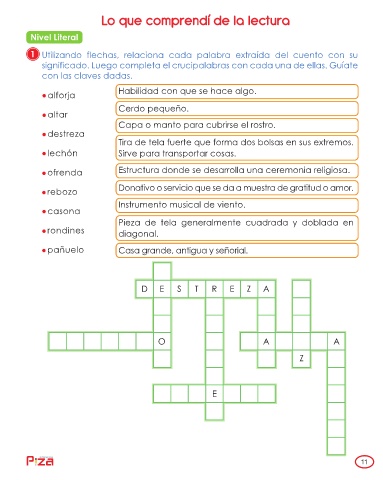 Lo que comprendí de la lectura
Nivel Literal
1 Utilizando flechas, relaciona cada palabra extraída del cuento con su
significado. Luego completa el crucipalabras con cada una de ellas. Guíate
con las claves dadas.
alforja
altar
destreza
lechón
ofrenda
rebozo
casona
rondines
pañuelo
Habilidad con que se hace algo.
Cerdo pequeño.
Capa o manto para cubrirse el rostro.
Tira de tela fuerte que forma dos bolsas en sus extremos.
Sirve para transportar cosas.
Estructura donde se desarrolla una ceremonia religiosa.
Donativo o servicio que se da a muestra de gratitud o amor.
Instrumento musical de viento.
Pieza de tela generalmente cuadrada y doblada en
diagonal.
Casa grande, antigua y señorial.
D E S T R E Z A
O A A
Z
E
Piza
11